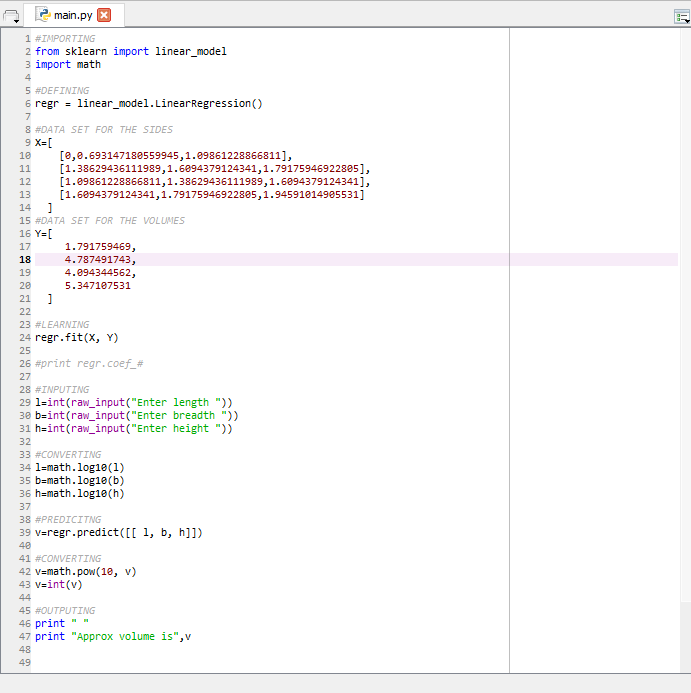 main.py
1 #IMPORTING
2 from sklearn import linear_model
3 import math
4
5 #DEFINING
6 regr = linear_model.LinearRegression()
7
8 #DATA SET FOR THE SIDES
9 X=[
10 [0,0.693147180559945,1.09861228866811],
11 [1.38629436111989,1.6094379124341,1.79175946922805],
12 [1.09861228866811,1.38629436111989,1.6094379124341],
13 [1.6094379124341,1.79175946922805,1.94591014905531]
14 ]
15 #DATA SET FOR THE VOLUMES
16 Y=[
17 1.791759469,
18 4.787491743,
19 4.094344562,
20 5.347107531
21 ]
22
23 #LEARNING
24 regr.fit(X, Y)
25
26 #print regr.coef_#
27
28 #INPUTING
29 l=int(raw_input("Enter length "))
30 b=int(raw_input("Enter breadth "))
31 h=int(raw_input("Enter height "))
32
33 #CONVERTING
34 l=math.log10(l)
35 b=math.log10(b)
36 h=math.log10(h)
37
38 #PREDICITNG
39 v=regr.predict([[ l, b, h]])
40
41 #CONVERTING
42 v=math.pow(10, v)
43 v=int(v)
44
45 #OUTPUTING
46 print " "
47 print "Approx volume is",v
48
49